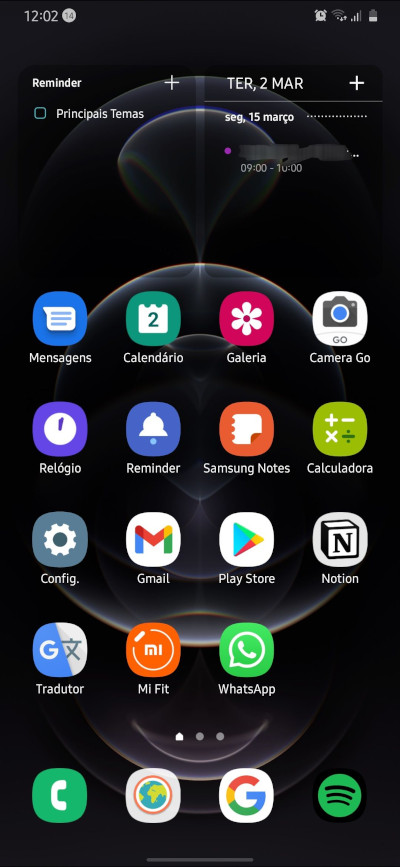 12:02 14
Reminder
TER, 2 MAR
Principais Temas
seg, 15 março
09:00 - 10:00
2
GO
Mensagens Calendário Galeria Camera Go
Relógio Reminder Samsung Notes Calculadora
N
Config. Gmail Play Store Notion
G文
mi
Tradutor Mi Fit WhatsApp
G